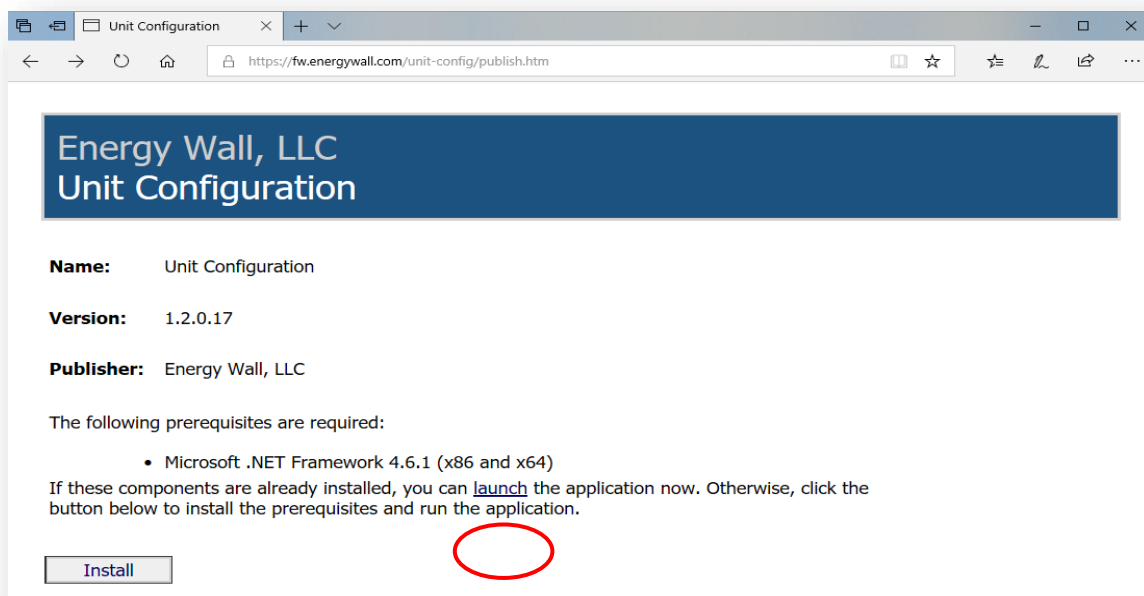 Unit Configuration
https://fw.energywall.com/unit-config/publish.htm
Energy Wall, LLC
Unit Configuration
Name: Unit Configuration
Version: 1.2.0.17
Publisher: Energy Wall, LLC
The following prerequisites are required:
• Microsoft .NET Framework 4.6.1 (x86 and x64)
If these components are already installed, you can launch the application now. Otherwise, click the
button below to install the prerequisites and run the application.
Install